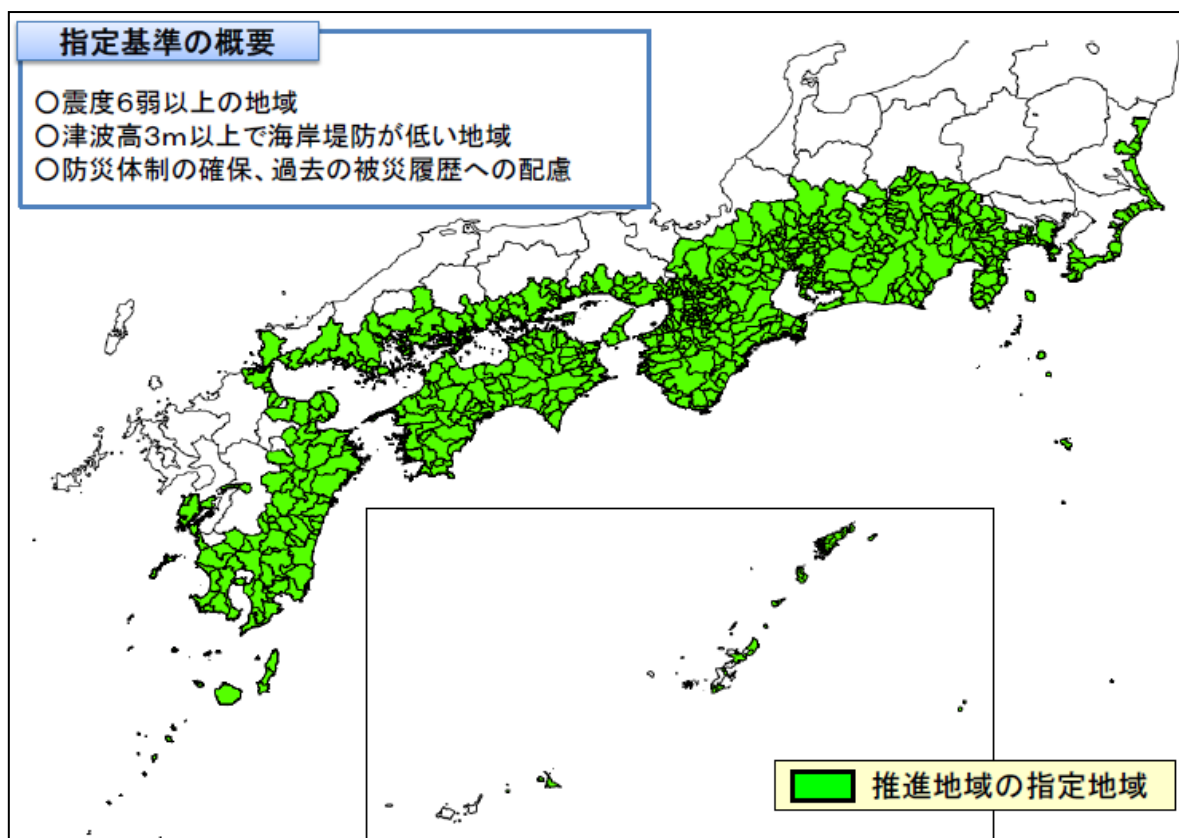 指定基準の概要
○震度6弱以上の地域
○津波高3m以上で海岸堤防が低い地域
○防災体制の確保、過去の被災履歴への配慮
推進地域の指定地域